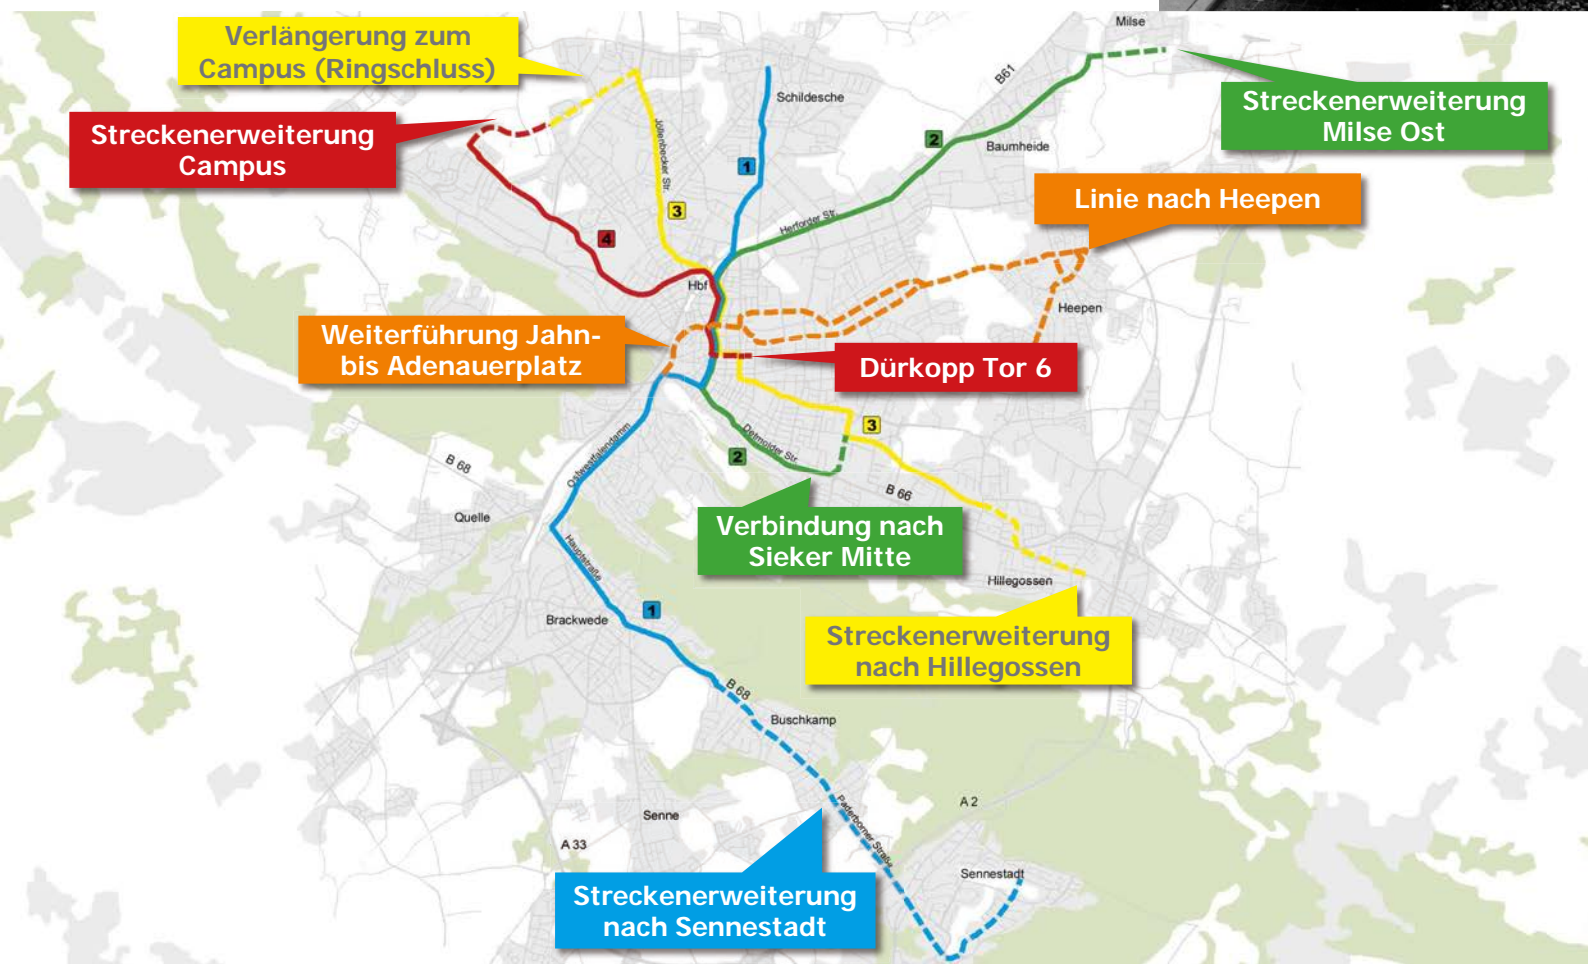 Milse
Verlängerung zum
Campus (Ringschluss)
B61
Schildesche
Streckenerweiterung
Milse Ost
Streckenerweiterung
Campus
Jöllenbecker Str.
2
Baumheide
1
Linie nach Heepen
3
Herforder Str.
4
Hbf
Heepen
Weiterführung Jahn-
bis Adenauerplatz
Dürkopp Tor 6
3
Ostwestfalendamm
Detmolder Str.
2
B 68
B 66
Quelle
Verbindung nach
Sieker Mitte
Hauptstraße
Hillegossen
1
Brackwede
Streckenerweiterung
nach Hillegossen
B 68
Buschkamp
A 2
Senne
Paderborner Straße
A 33
Sennestadt
Streckenerweiterung
nach Sennestadt